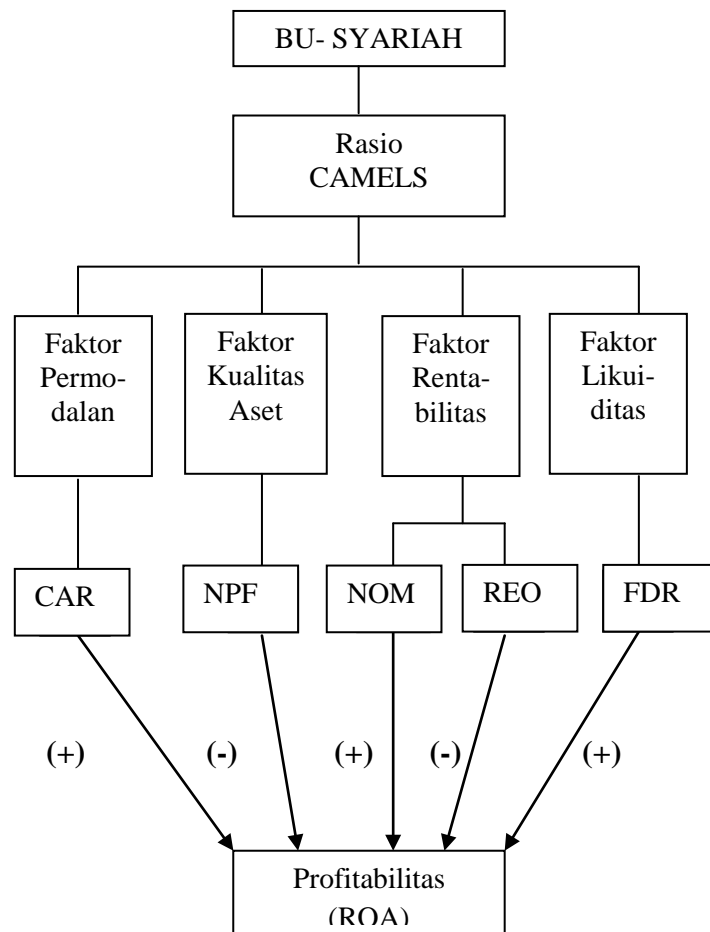 BU- SYARIAH
Rasio
CAMELS
Faktor
Permo-
dalan
Faktor
Kualitas
Aset
Faktor
Renta-
bilitas
Faktor
Likui-
ditas
CAR
NPF
NOM
REO
FDR
(+)
(-)
(+)
(-)
(+)
Profitabilitas
(ROA)